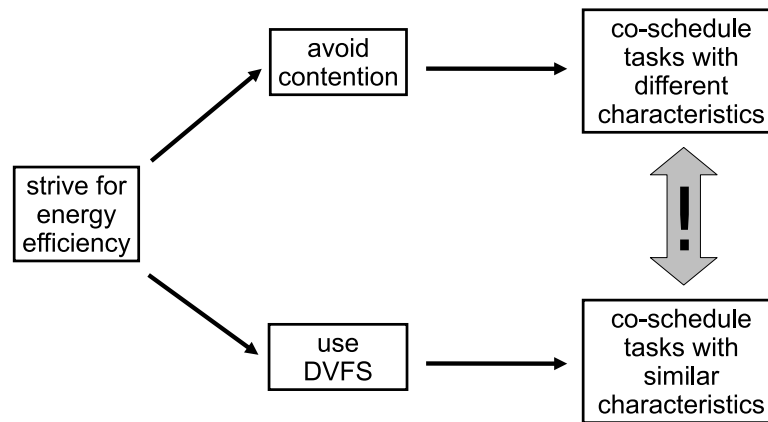 avoid
contention
co-schedule
tasks with
different
characteristics
strive for
energy
efficiency
!
use
DVFS
co-schedule
tasks with
similar
characteristics